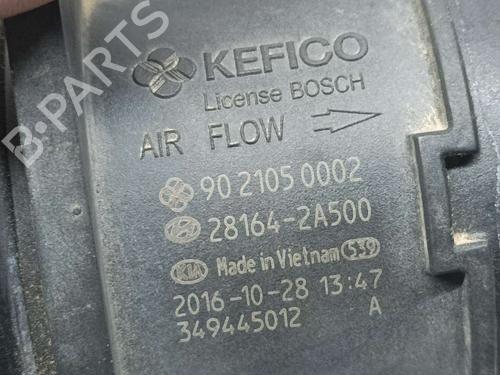 KEFICO
License BOSCH
AIR FLOW
90 2105 0002
28164-2A500
KIA Made in Vietnam S39
2016-10-28 13:47
349445012 A
B-PARTS